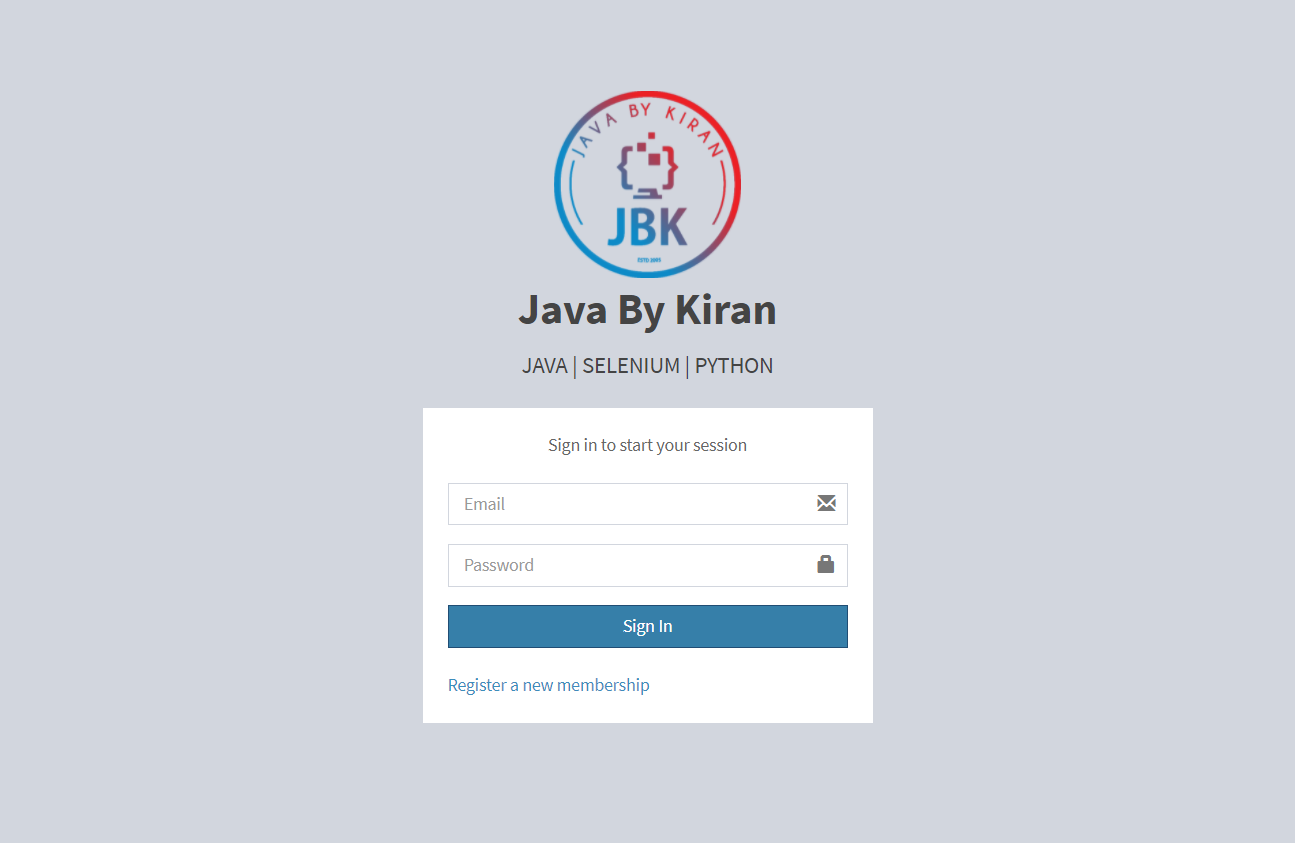 JAVA BY KIRAN
JBK
Java By Kiran
JAVA | SELENIUM | PYTHON
Sign in to start your session
Email
Password
Sign In
Register a new membership